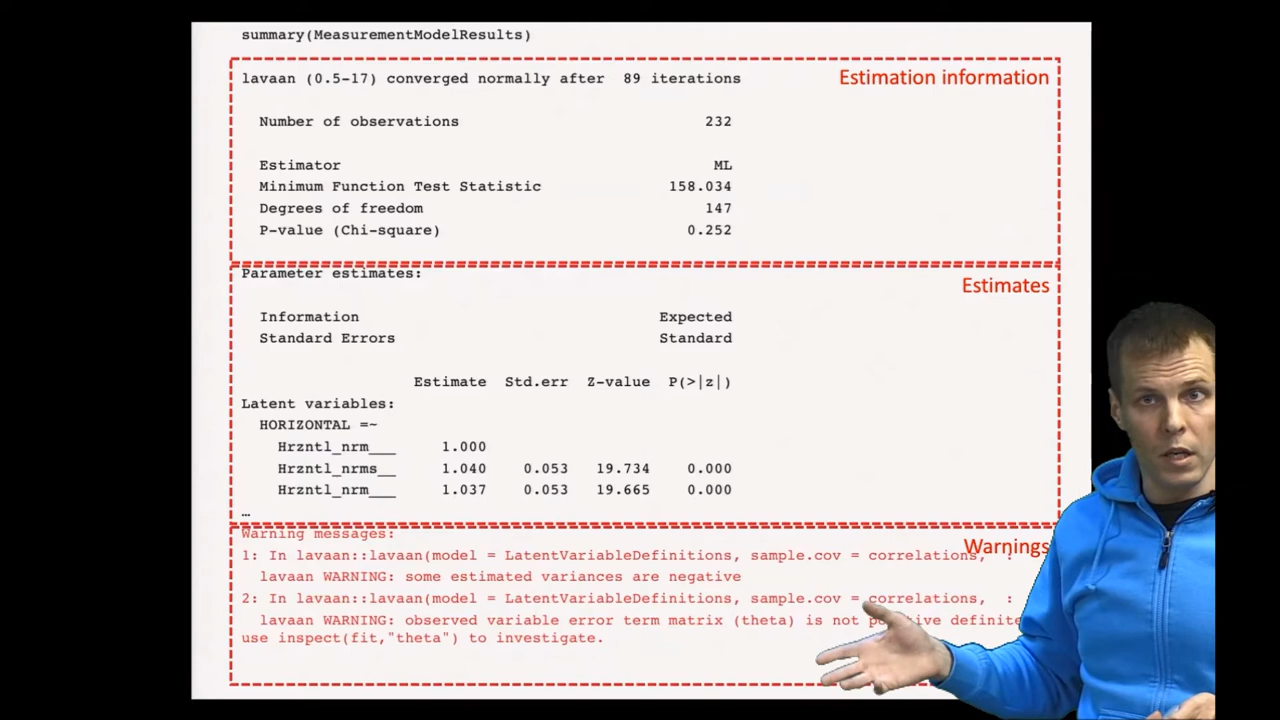 summary(MeasurementModelResults)
Estimation information
lavaan (0.5-17) converged normally after  89 iterations
Number of observations 232
Estimator ML
Minimum Function Test Statistic 158.034
Degrees of freedom 147
P-value (Chi-square) 0.252
Parameter estimates:
Estimates
Information Expected
Standard Errors Standard
Estimate  Std.err  Z-value  P(>|z|)
Latent variables:
HORIZONTAL =~
Hrzntl_nrm___ 1.000
Hrzntl_nrms__ 1.040 0.053 19.734 0.000
Hrzntl_nrm___ 1.037 0.053 19.665 0.000
…
Warning messages:
Warnings
1: In lavaan::lavaan(model = LatentVariableDefinitions, sample.cov = correlations,  :
lavaan WARNING: some estimated variances are negative
2: In lavaan::lavaan(model = LatentVariableDefinitions, sample.cov = correlations,  :
lavaan WARNING: observed variable error term matrix (theta) is not positive definite
use inspect(fit,"theta") to investigate.